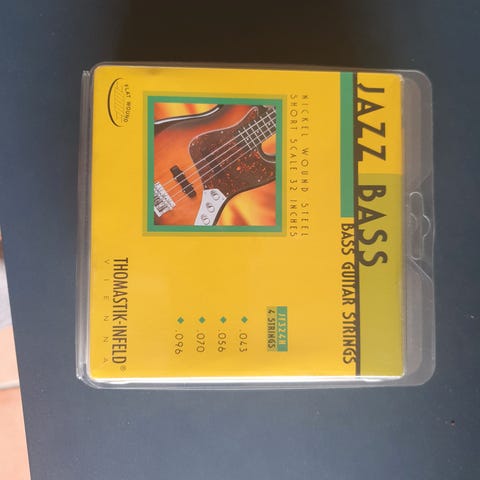 JAZZ BASS
BASS GUITAR STRINGS
NICKEL WOUND STEEL
SHORT SCALE 32 INCHES
FLAT WOUND
JF324H
4 STRINGS
.043
.056
.070
.096
THOMASTIK-INFELD®
VIENNA